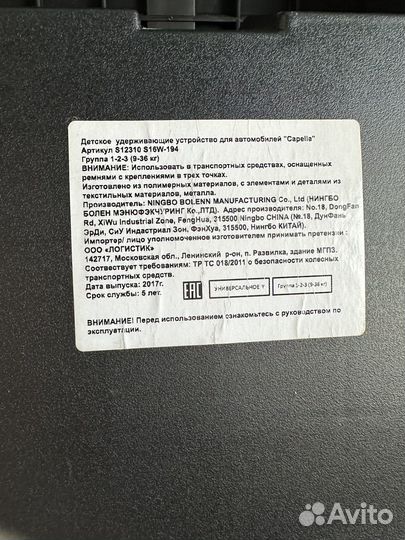 Детское удерживающие устройство для автомобилей "Capella"
Артикул S12310 S16W-194
Группа 1-2-3 (9-36 кг)
ВНИМАНИЕ: Использовать в транспортных средствах, оснащенных
ремнями с креплениями в трех точках.
Изготовлено из полимерных материалов, с элементами и деталями из
текстильных материалов, металла.
Производитель: NINGBO BOLENN MANUFACTURING Co., Ltd (НИНГБО
БОЛЕН МЭНЮФЭКЧУРИНГ Ко.,ЛТД). Адрес производителя: No.18, DongFan
Rd, XiWu Industrial Zone, FengHua, 315500 Ningbo CHINA (№.18, ДунФань
ЭрДи, СиУ Индастриал Зон, ФэнХуа, 315500, Нингбо КИТАЙ).
Импортер/ лицо уполномоченное изготовителем принимать претензии :
ООО «ЛОГИСТИК»
142717, Московская обл., Ленинский р-он, п. Развилка, здание МГПЗ.
Соотвествует требованиям: ТР ТС 018/2011 о безопасности колесных
транспортных средств.
Дата выпуска: 2017г.
Срок службы: 5 лет.
EAC УНИВЕРСАЛЬНОЕ Y Группа 1-2-3 (9-36 кг)
ВНИМАНИЕ! Перед использованием ознакомьтесь с руководством по
эксплуатации.
Avito